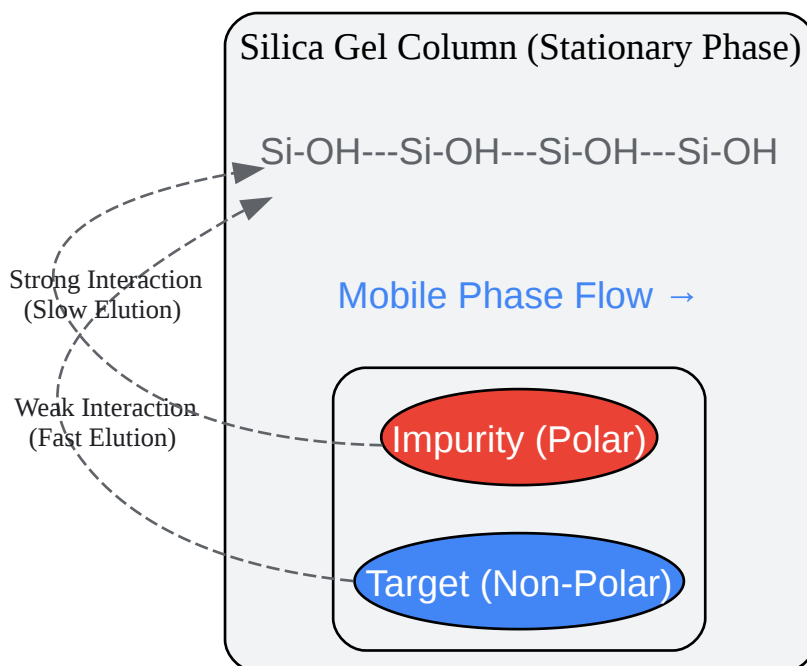 Silica Gel Column (Stationary Phase)
Si-OH---Si-OH---Si-OH---Si-OH
Strong Interaction
(Slow Elution)
Mobile Phase Flow →
Weak Interaction
(Fast Elution)
Impurity (Polar)
Target (Non-Polar)